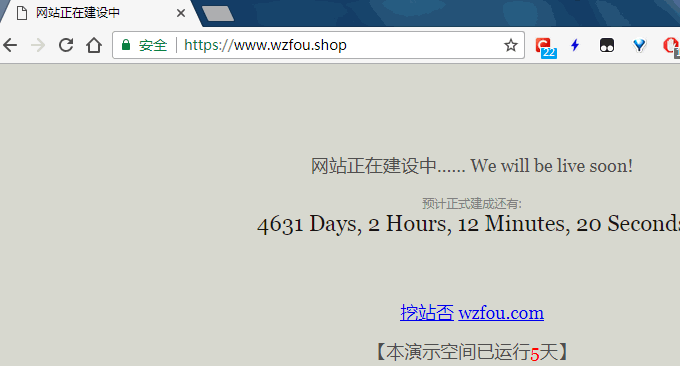 网站正在建设中
安全 https://www.wzfou.shop
22
网站正在建设中...... We will be live soon!
预计正式建成还有:
4631 Days, 2 Hours, 12 Minutes, 20 Seconds
挖站否 wzfou.com
【本演示空间已运行5天】